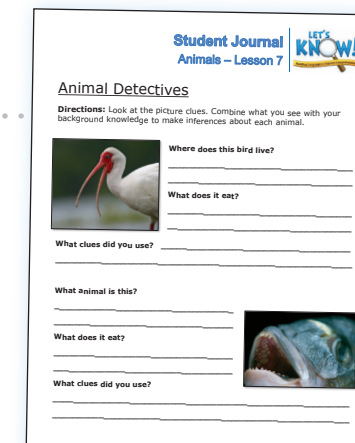 Student Journal
LET'S
KNOW!
Animals – Lesson 7
Animal Detectives
Directions: Look at the picture clues. Combine what you see with your
background knowledge to make inferences about each animal.
Where does this bird live?
What does it eat?
What clues did you use?
What animal is this?
What does it eat?
What clues did you use?